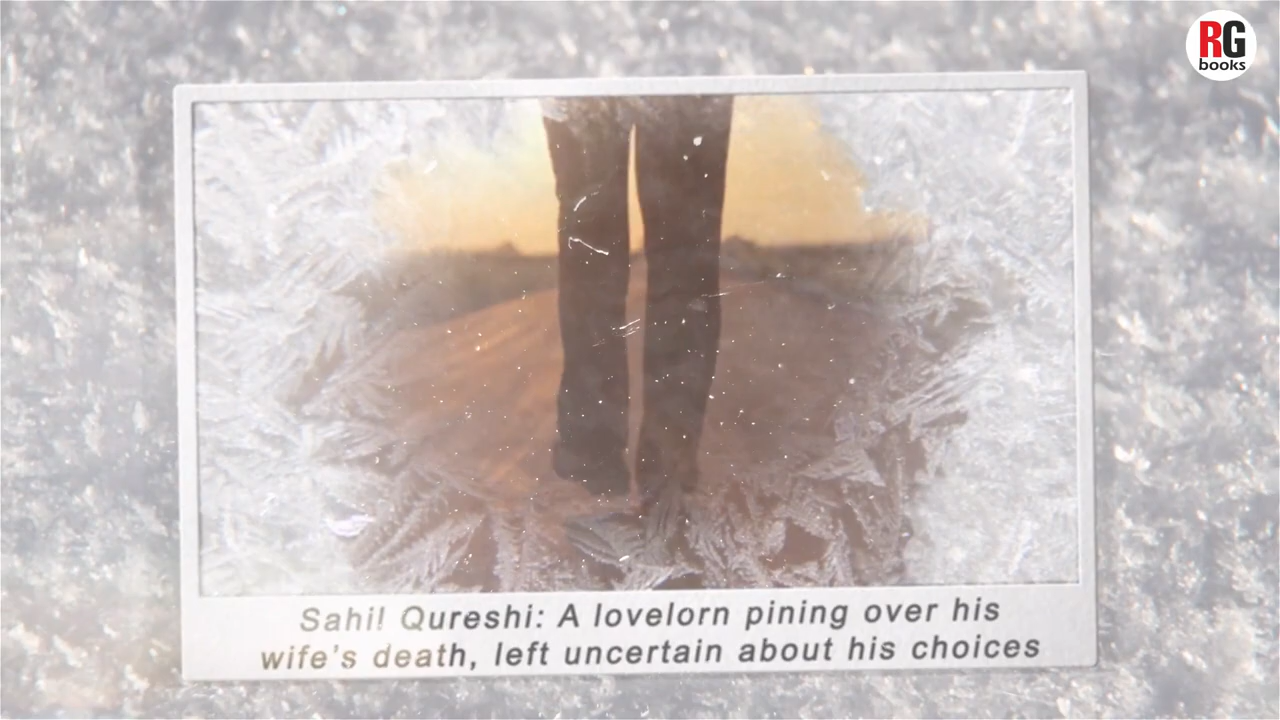 RG
books
Sahil Qureshi: A lovelorn pining over his
wife's death, left uncertain about his choices